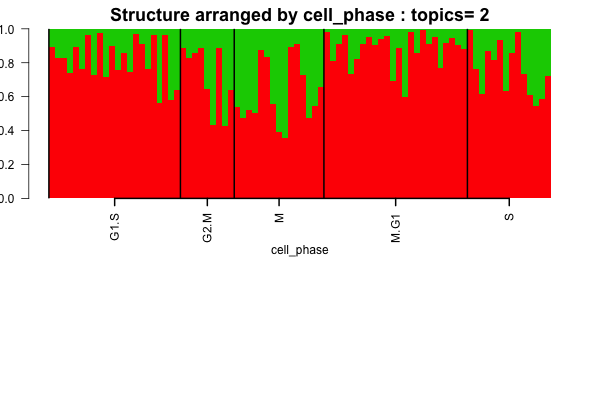 Structure arranged by cell_phase : topics= 2
1.0
0.8
0.6
0.4
0.2
0.0
G1.S
G2.M
M
M.G1
S
cell_phase